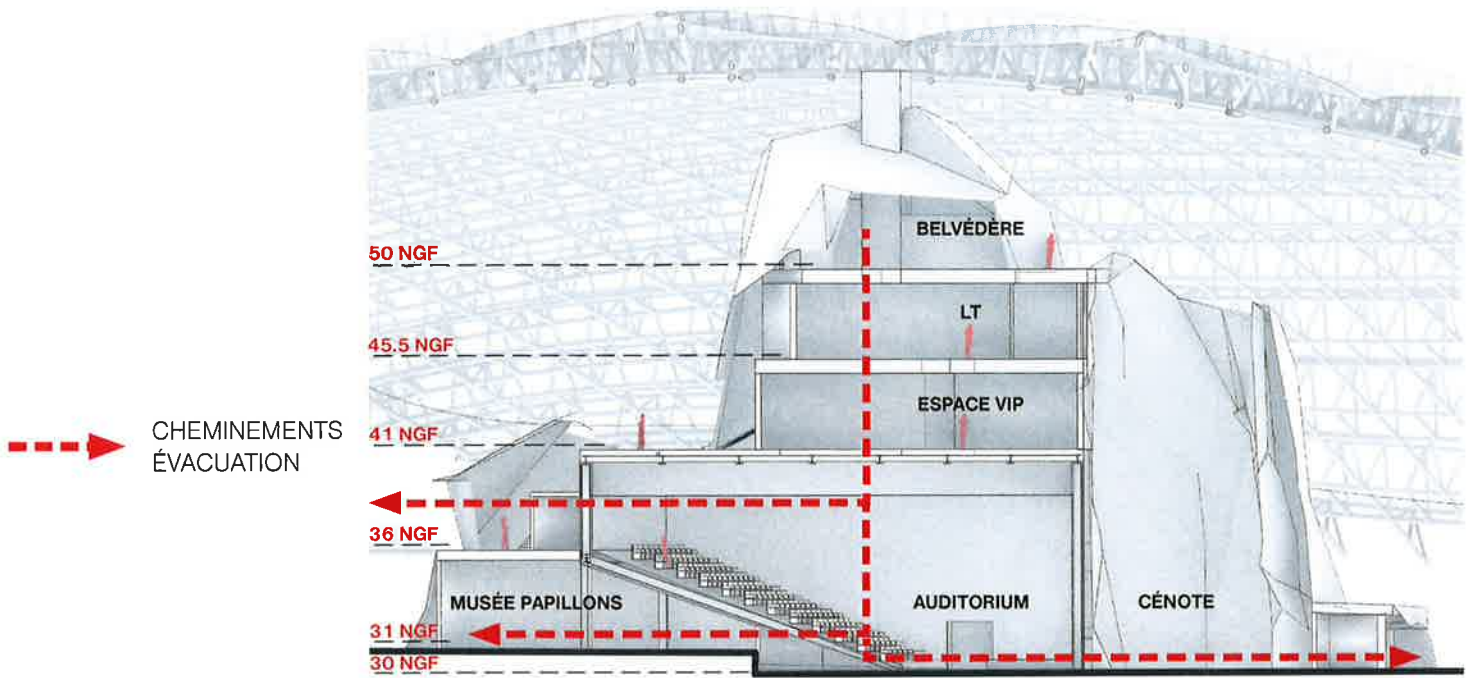 BELVÉDÈRE
50 NGF
LT
45.5 NGF
ESPACE VIP
CHEMINEMENTS
ÉVACUATION
41 NGF
36 NGF
MUSÉE PAPILLONS
AUDITORIUM
CÉNOTE
31 NGF
30 NGF